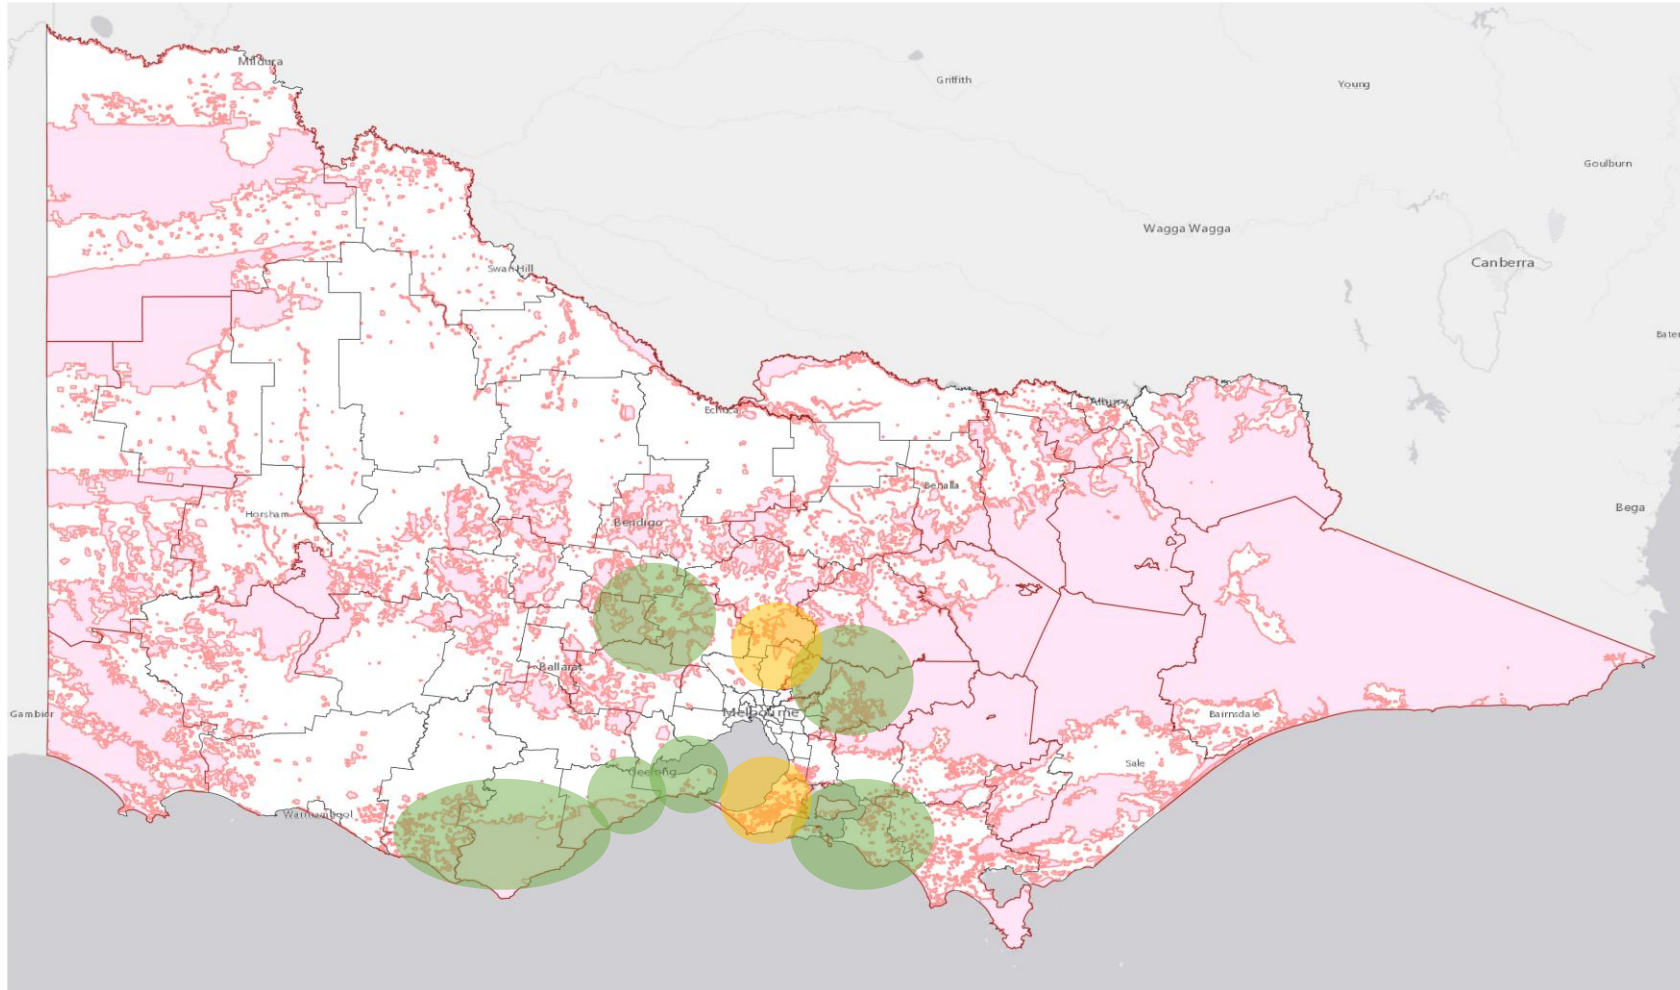 Mildura
Griffith
Young
Goulburn
Wagga Wagga
Canberra
Swan Hill
Bater
Echuca
Albury
Benalla
Bega
Horsham
Bendigo
Ballarat
Gambier
Melbourne
Bairnsdale
Sale
Geelong
Warrnambool